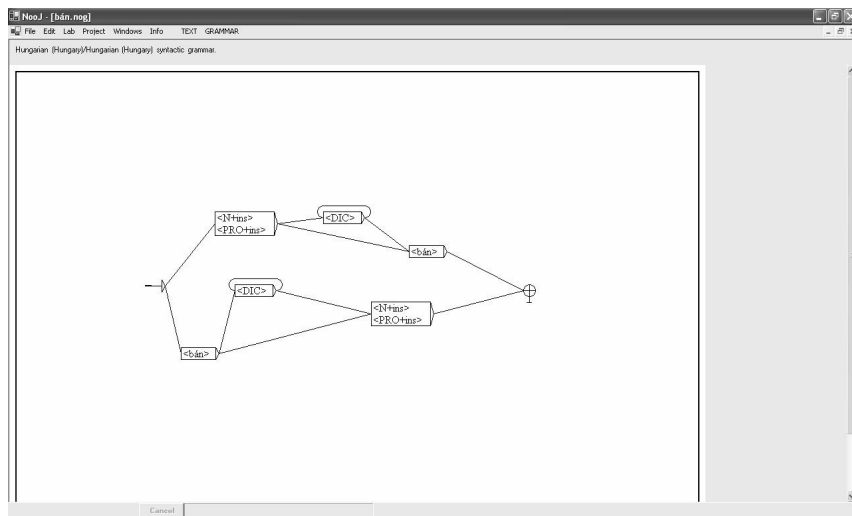 NooJ - [bán.nog]
File Edit Lab Project Windows Info TEXT GRAMMAR
Hungarian (Hungary)/Hungarian (Hungary) syntactic grammar.
<N+ins>
<PRO+ins>
<DIC>
<bán>
<DIC>
<N+ins>
<PRO+ins>
<bán>
Cancel